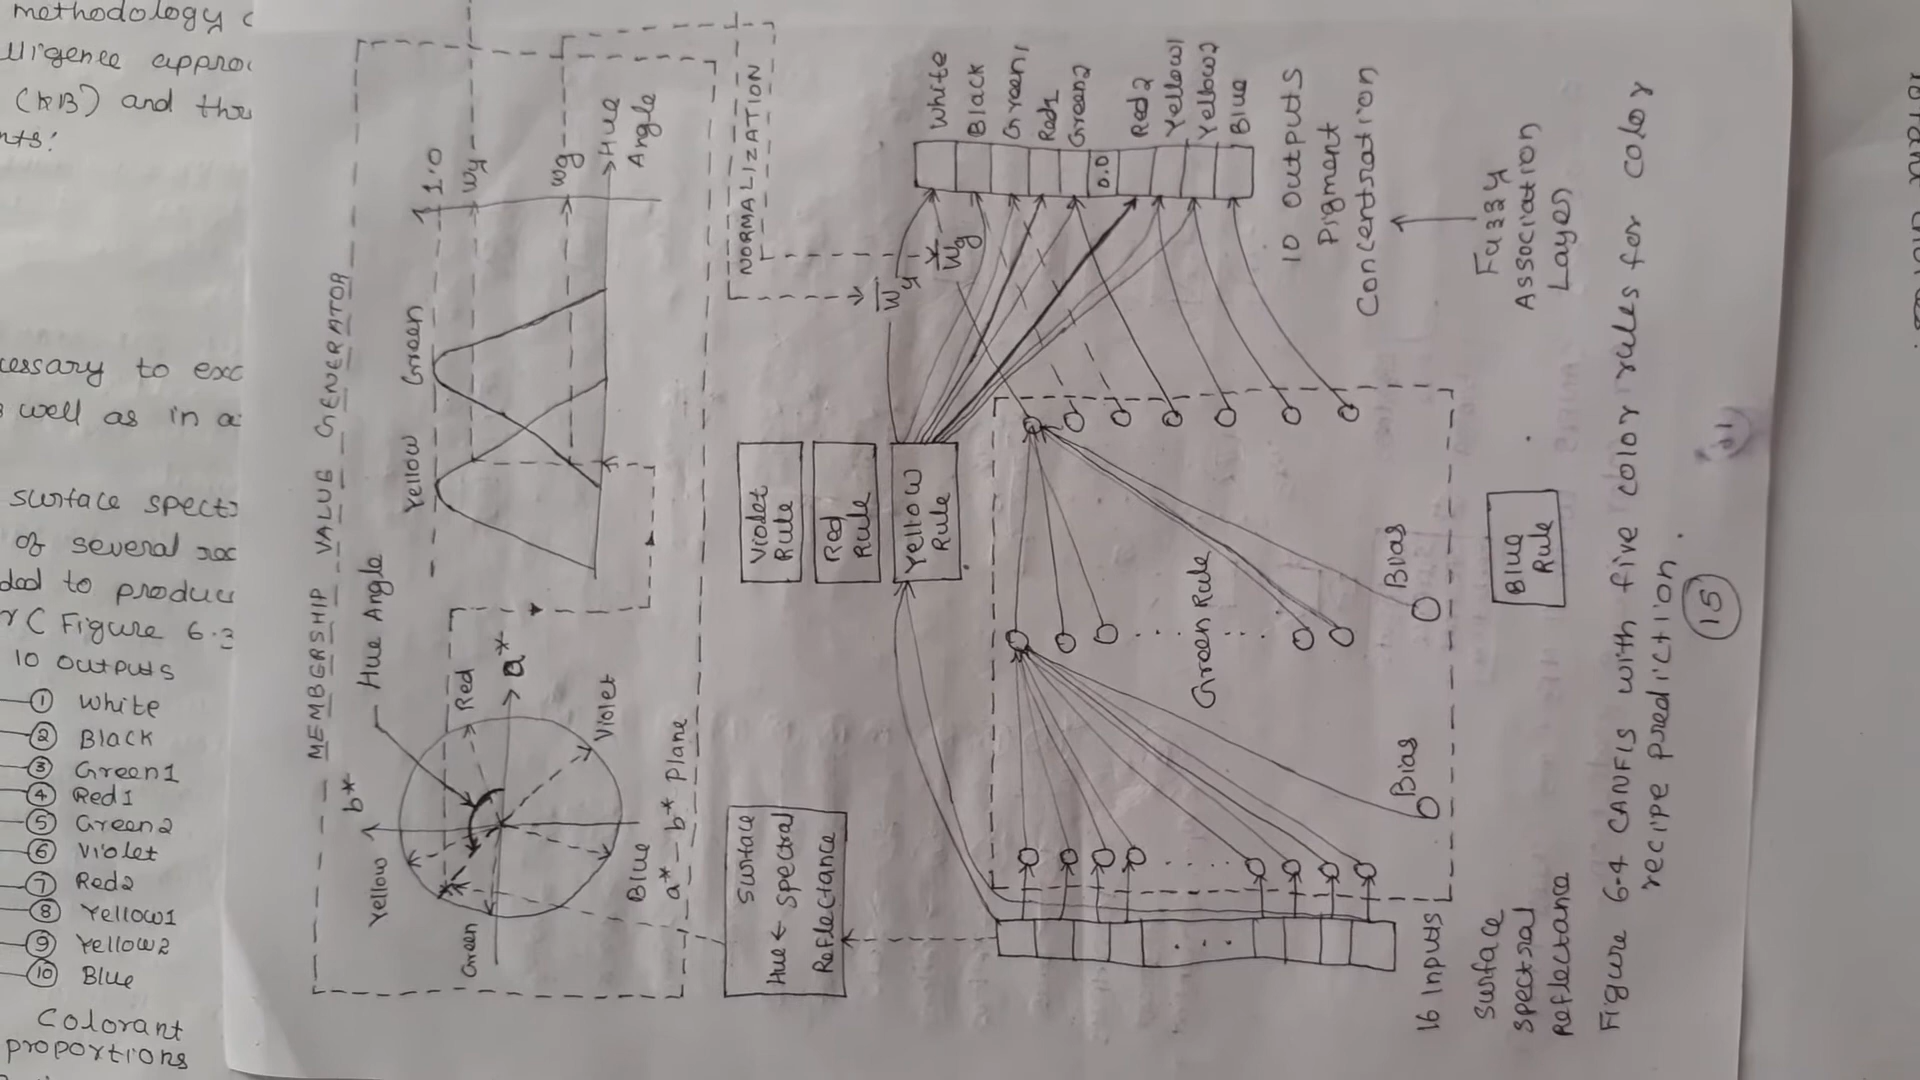 methodology
lligence
(KB) and
nts:
cessary to
well as in
surface
of several
ded to
Figure 6.3
10 outputs
① White
② Black
③ Green1
④ Red1
⑤ Green2
⑥ Violet
⑦ Red2
⑧ Yellow1
⑨ Yellow2
⑩ Blue
Colorant
proportions
MEMBERSHIP VALUE GENERATOR
b*
Hue Angle
Yellow
Red
a*
Green
Violet
Blue
a* - b* Plane
Yellow
Green
1.0
Wy
Wg
Hue
Angle
NORMALIZATION
Surface
Hue ← Spectral
Reflectance
Violet
Rule
Red
Rule
Yellow
Rule
Wy
Wg
White
Black
Green1
Red1
Green2
0.0
Red2
Yellow1
Yellow2
Blue
10 outputs
Pigment
Concentration
Fuzzy
Association
Layer
Green Rule
Bias
Bias
Blue
Rule
16 Inputs
Surface
Spectral
Reflectance
Figure 6.4 CANFIS with five color rules for color
recipe prediction.
15